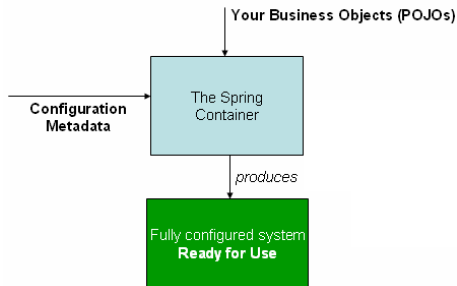 Your Business Objects (POJOs)
The Spring
Container
Configuration
Metadata
produces
Fully configured system
Ready for Use